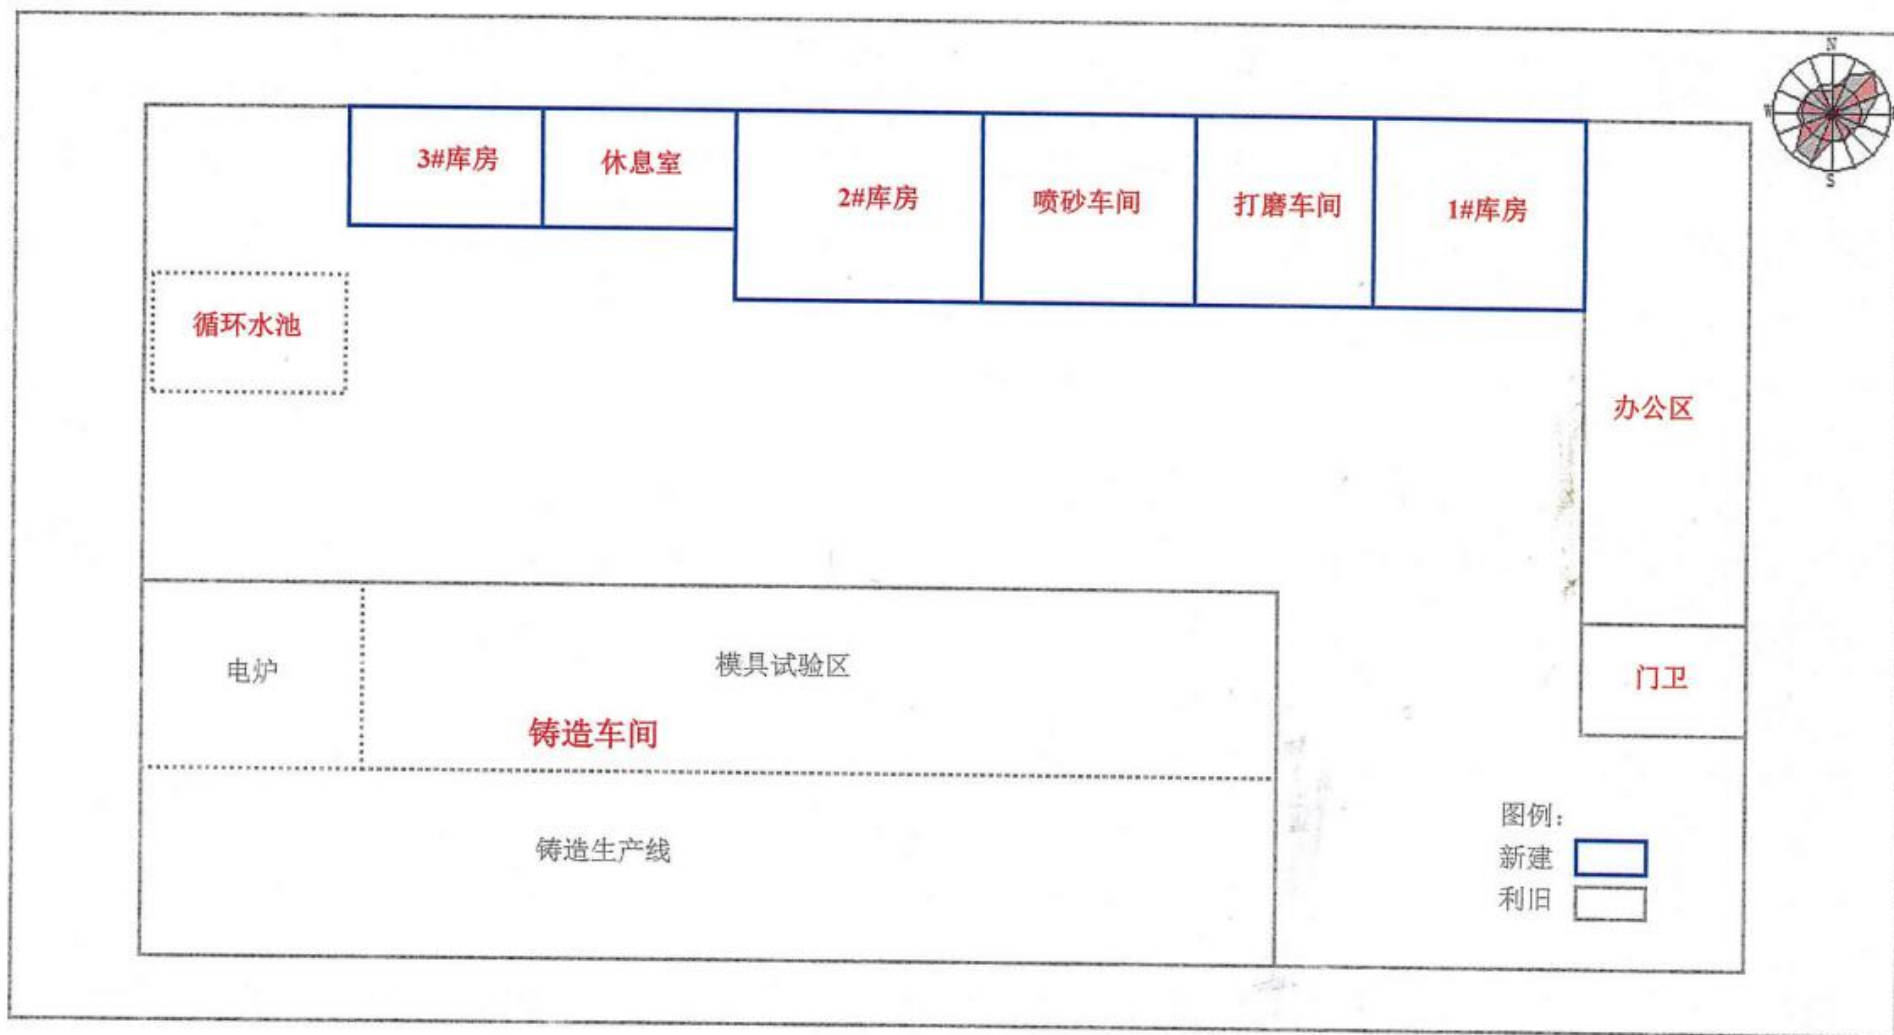 N
3#库房
休息室
2#库房
喷砂车间
打磨车间
1#库房
S
循环水池
办公区
电炉
模具试验区
门卫
铸造车间
铸造生产线
图例：
新建
利旧